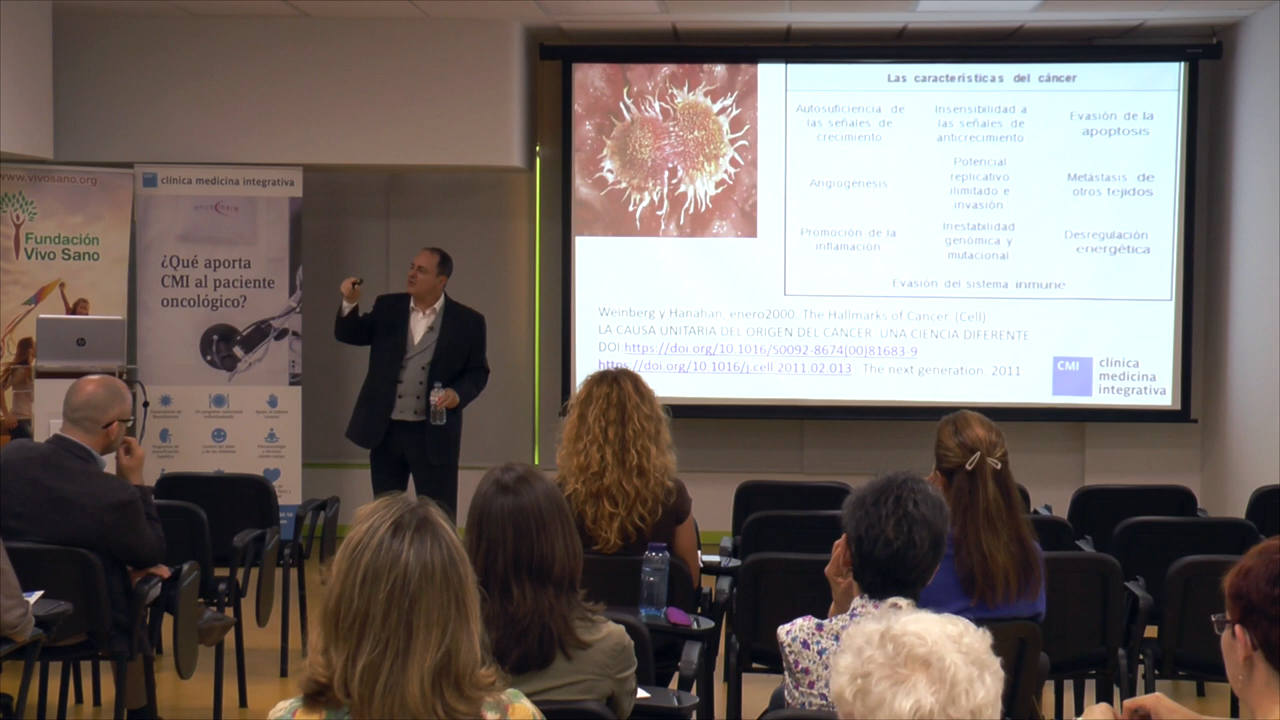 www.vivosano.org
Fundación
Vivo Sano
clínica medicina integrativa
¿Qué aporta
CMI al paciente
oncológico?
hp
Las características del cáncer
Autosuficiencia de
las señales de
crecimiento
Insensibilidad a
las señales de
anticrecimiento
Evasión de la
apoptosis
Angiogenesis
Potencial
replicativo
ilimitado e
invasión
Metástasis de
otros tejidos
Promoción de la
inflamación
Inestabilidad
genómica y
mutacional
Desregulación
energética
Evasión del sistema inmune
Weinberg y Hanahan, enero2000. The Hallmarks of Cancer. (Cell)
LA CAUSA UNITARIA DEL ORIGEN DEL CANCER. UNA CIENCIA DIFERENTE
DOI:https://doi.org/10.1016/S0092-8674(00)81683-9
https://doi.org/10.1016/j.cell.2011.02.013 The next generation. 2011
CMI clínica
medicina
integrativa